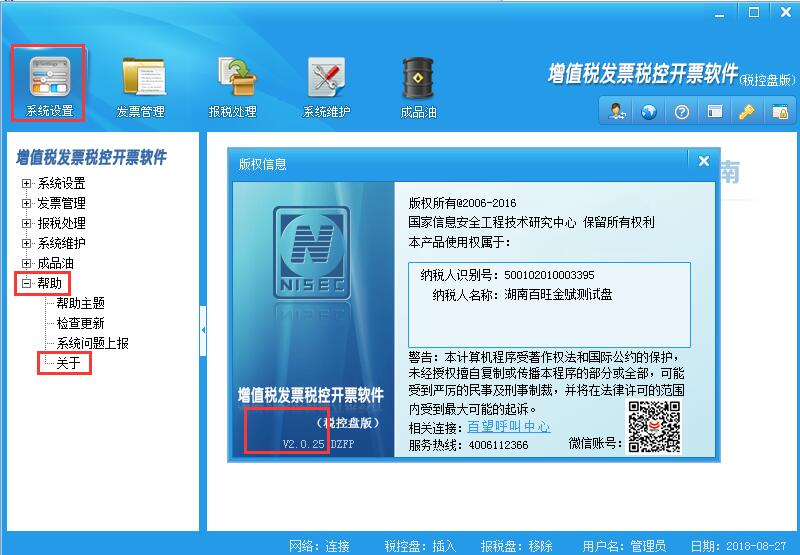 增值税发票税控开票软件(税控盘版)
系统设置
发票管理
报税处理
系统维护
成品油
增值税发票税控开票软件
系统设置
发票管理
报税处理
系统维护
成品油
帮助
帮助主题
检查更新
系统问题上报
关于
南
版权信息
NISEC
增值税发票税控开票软件
(税控盘版)
V2.0.25 DZFP
版权所有@2006-2016
国家信息安全工程技术研究中心 保留所有权利
本产品使用权属于:
纳税人识别号: 500102010003395
纳税人名称: 湖南百旺金赋测试盘
警告: 本计算机程序受著作权法和国际公约的保护,
未经授权擅自复制或传播本程序的部分或全部, 可能
受到严厉的民事及刑事制裁, 并将在法律许可的范围
内受到最大可能的起诉。
相关连接: 百望呼叫中心
服务热线: 4006112366
微信账号:
网络: 连接 税控盘: 插入 报税盘: 移除 用户名: 管理员 日期: 2018-08-27